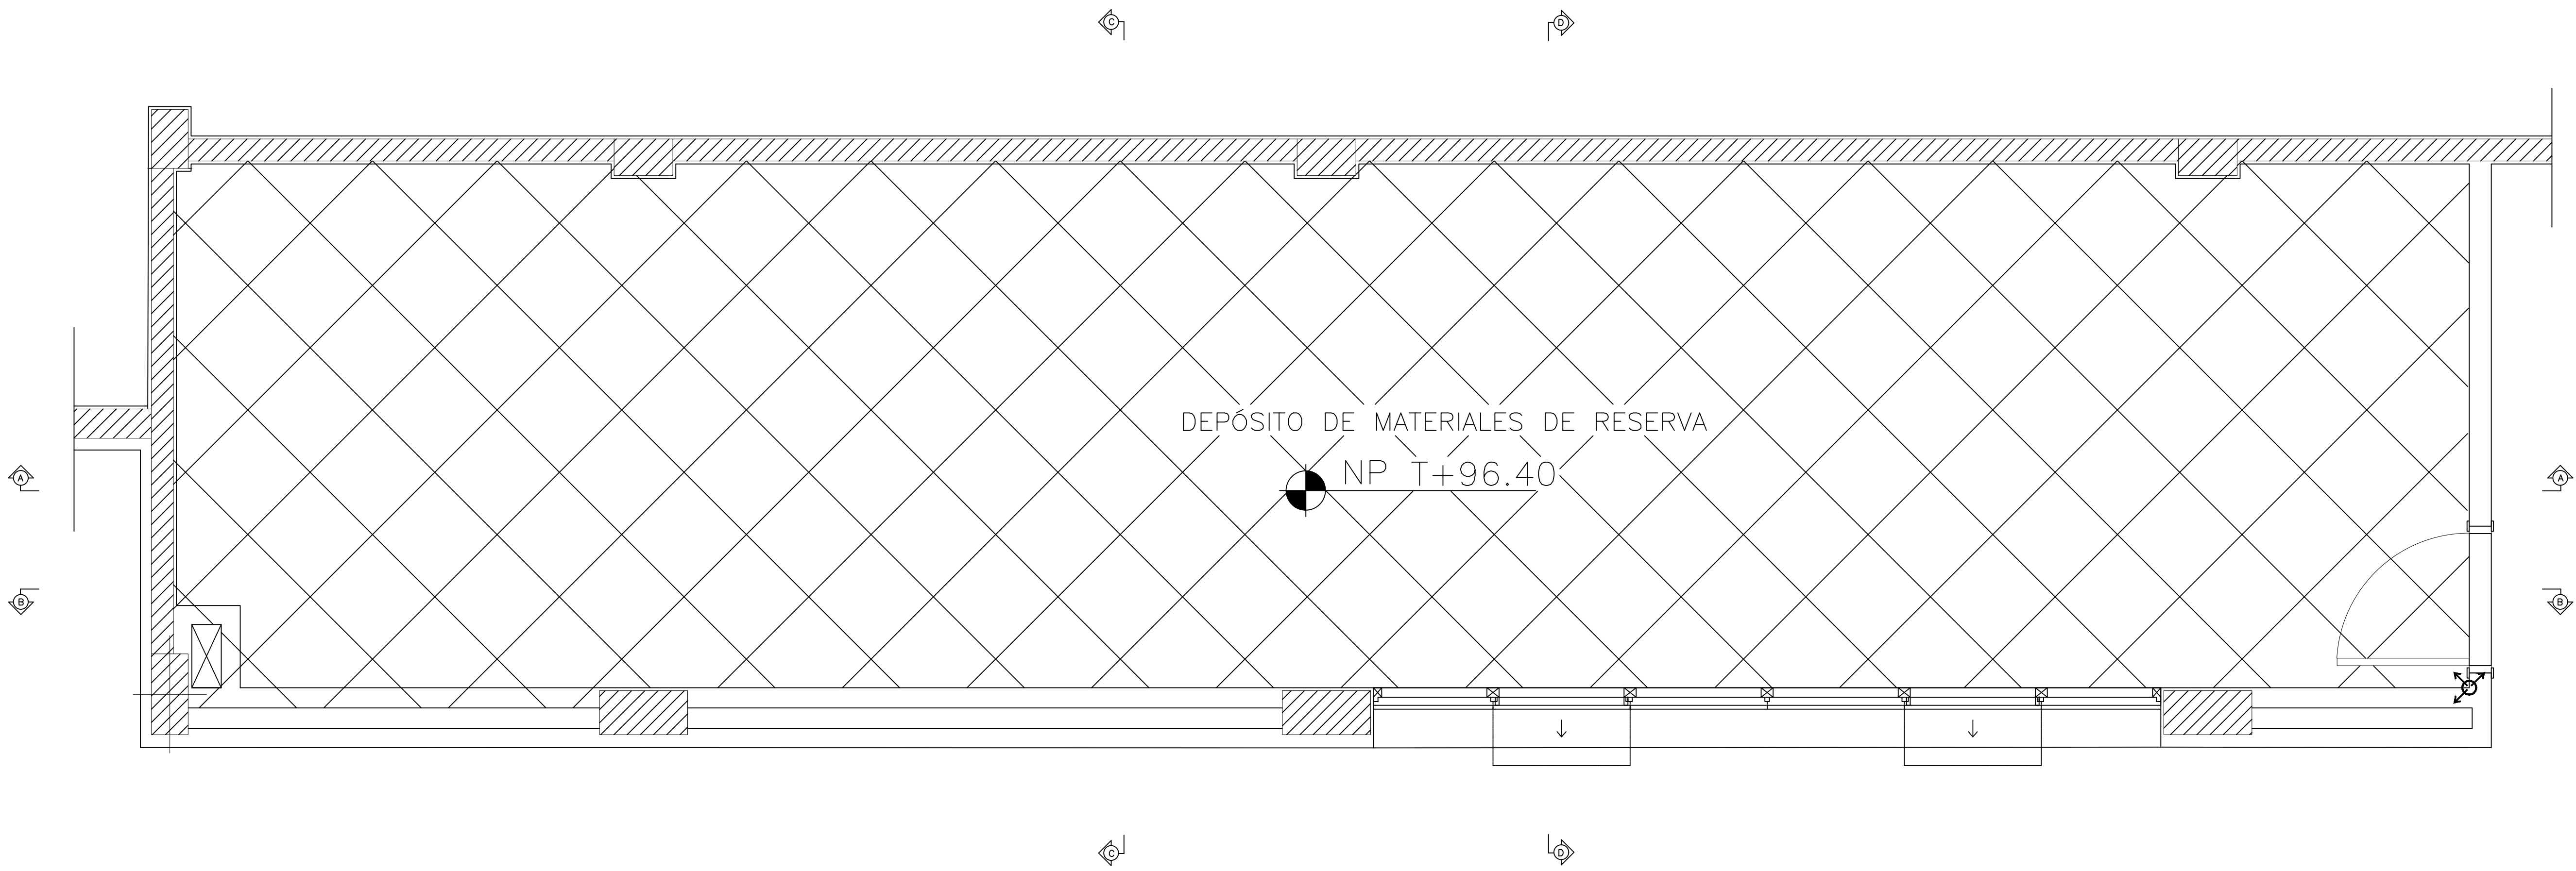 C D
DEPÓSITO DE MATERIALES DE RESERVA
NP T+96.40
A A
B B
C D